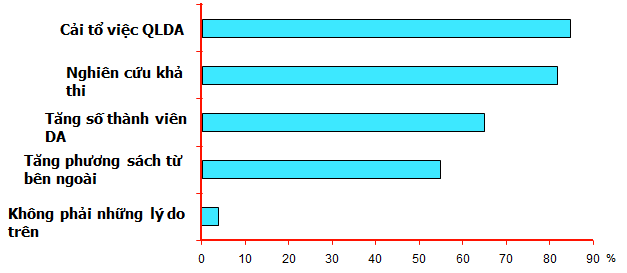 Cải tổ việc QLDA
Nghiên cứu khả
thi
Tăng số thành viên
DA
Tăng phương sách từ
bên ngoài
Không phải những lý do
trên
0 10 20 30 40 50 60 70 80 90 %